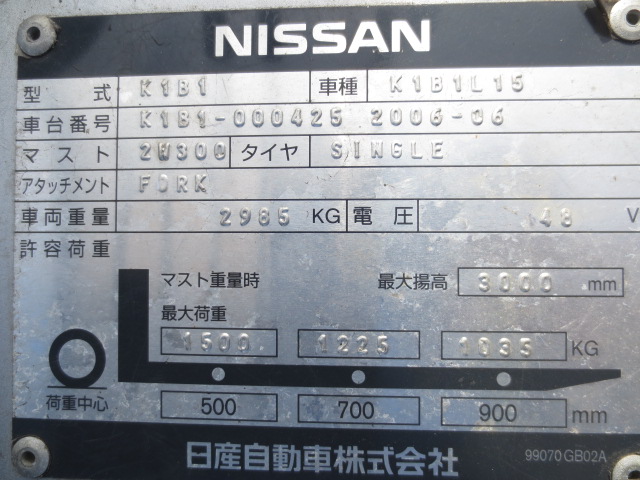 NISSAN
型式 K1B1 車種 K1B1L15
車台番号 K1B1-000425 2006-06
マスト 2W300 タイヤ SINGLE
アタッチメント FORK
車両重量 2985 KG 電圧 48 V
許容荷重
マスト重量時 最大揚高 3000 mm
最大荷重
1500 1225 1035 KG
荷重中心 500 700 900 mm
日産自動車株式会社 99070 GB02A